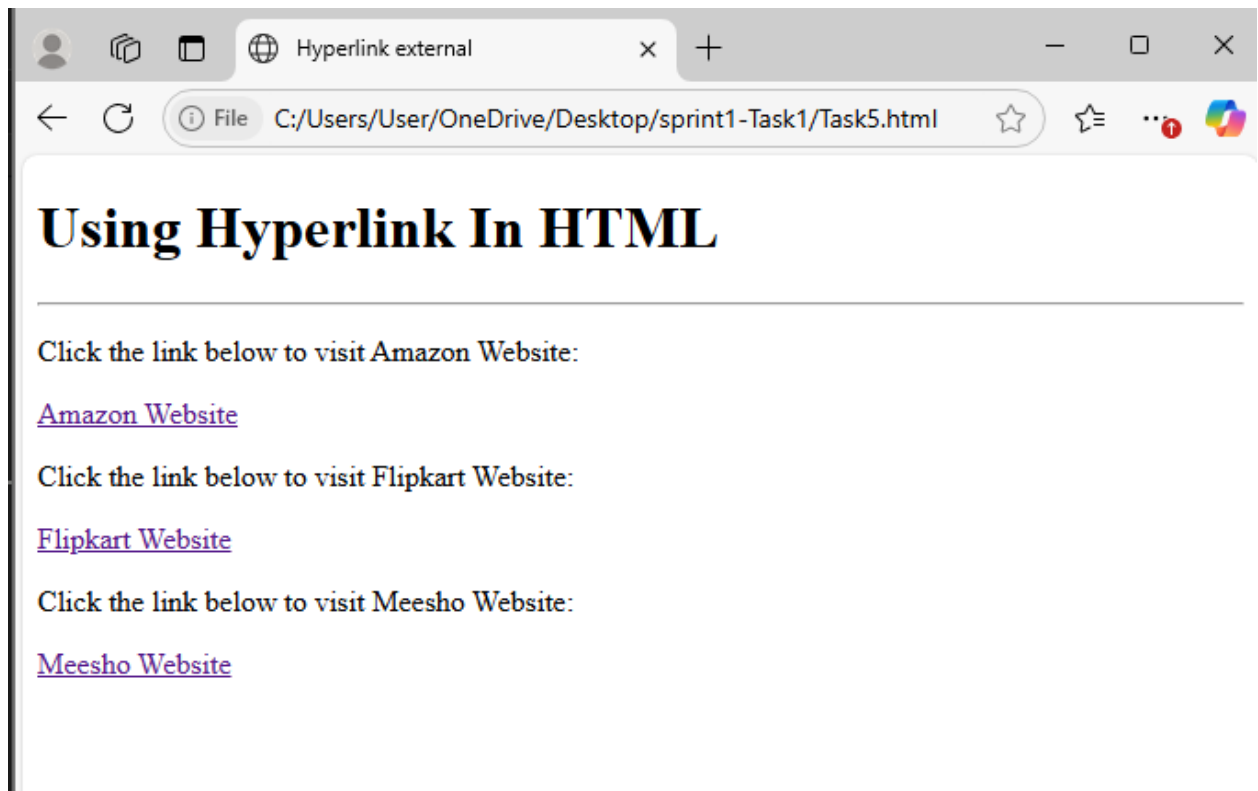 Hyperlink external
File C:/Users/User/OneDrive/Desktop/sprint1-Task1/Task5.html
Using Hyperlink In HTML
Click the link below to visit Amazon Website:
Amazon Website
Click the link below to visit Flipkart Website:
Flipkart Website
Click the link below to visit Meesho Website:
Meesho Website